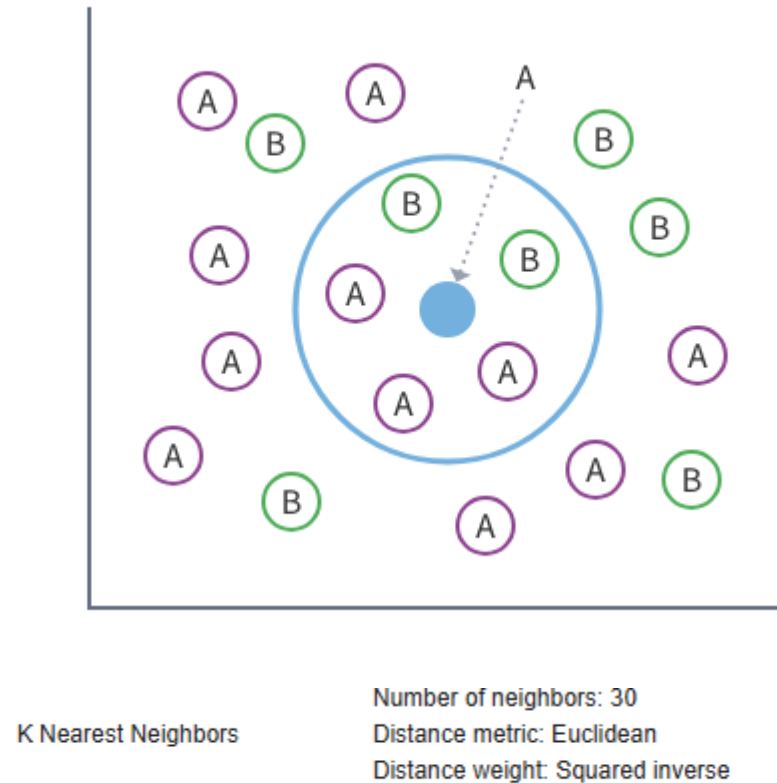 A
A
A
B
B
B
B
A
B
A
A
A
A
A
A
A
B
B
A
Number of neighbors: 30
K Nearest Neighbors
Distance metric: Euclidean
Distance weight: Squared inverse